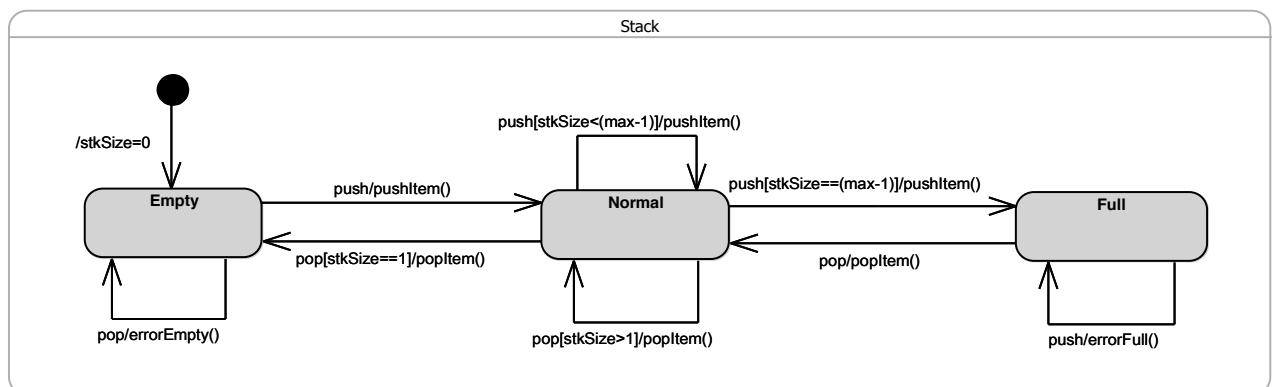 Stack
/stkSize=0
push[stkSize<(max-1)]/pushItem()
Empty
push/pushItem()
Normal
push[stkSize==(max-1)]/pushItem()
Full
pop[stkSize==1]/popItem()
pop/popItem()
pop/errorEmpty()
pop[stkSize>1]/popItem()
push/errorFull()